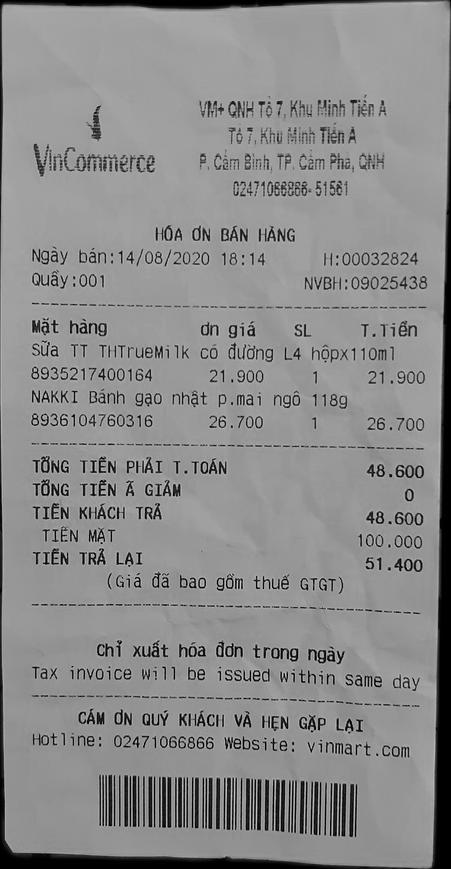 VinCommerce
VM+ QNH Tổ 7, Khu Minh Tiến A
Tổ 7, Khu Minh Tiến A
P. Cẩm Bình, TP. Cẩm Phả, QNH
02471066866-51561
HÓA ƠN BÁN HÀNG
Ngày bán:14/08/2020 18:14 H:00032824
Quầy:001 NVBH:09025438
Mặt hàng ơn giá SL T.Tiền
Sữa TT THTrueMilk có đường L4 hộpx110ml
8935217400164 21.900 1 21.900
NAKKI Bánh gạo nhật p.mai ngô 118g
8936104760316 26.700 1 26.700
TỔNG TIỀN PHẢI T.TOÁN 48.600
TỔNG TIỀN Ã GIẢM 0
TIỀN KHÁCH TRẢ 48.600
TIỀN MẶT 100.000
TIỀN TRẢ LẠI 51.400
(Giá đã bao gồm thuế GTGT)
Chỉ xuất hóa đơn trong ngày
Tax invoice will be issued within same day
CÁM ƠN QUÝ KHÁCH VÀ HẸN GẶP LẠI
Hotline: 02471066866 Website: vinmart.com